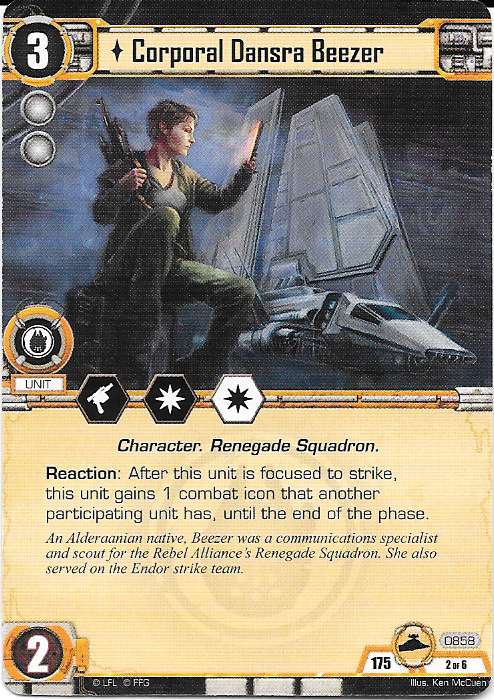 3
Corporal Dansra Beezer
UNIT
Character. Renegade Squadron.
Reaction: After this unit is focused to strike,
this unit gains 1 combat icon that another
participating unit has, until the end of the phase.
An Alderaanian native, Beezer was a communications specialist
and scout for the Rebel Alliance's Renegade Squadron. She also
served on the Endor strike team.
2
0858
175
2 of 6
© LFL © FFG
Illus. Ken McCuen